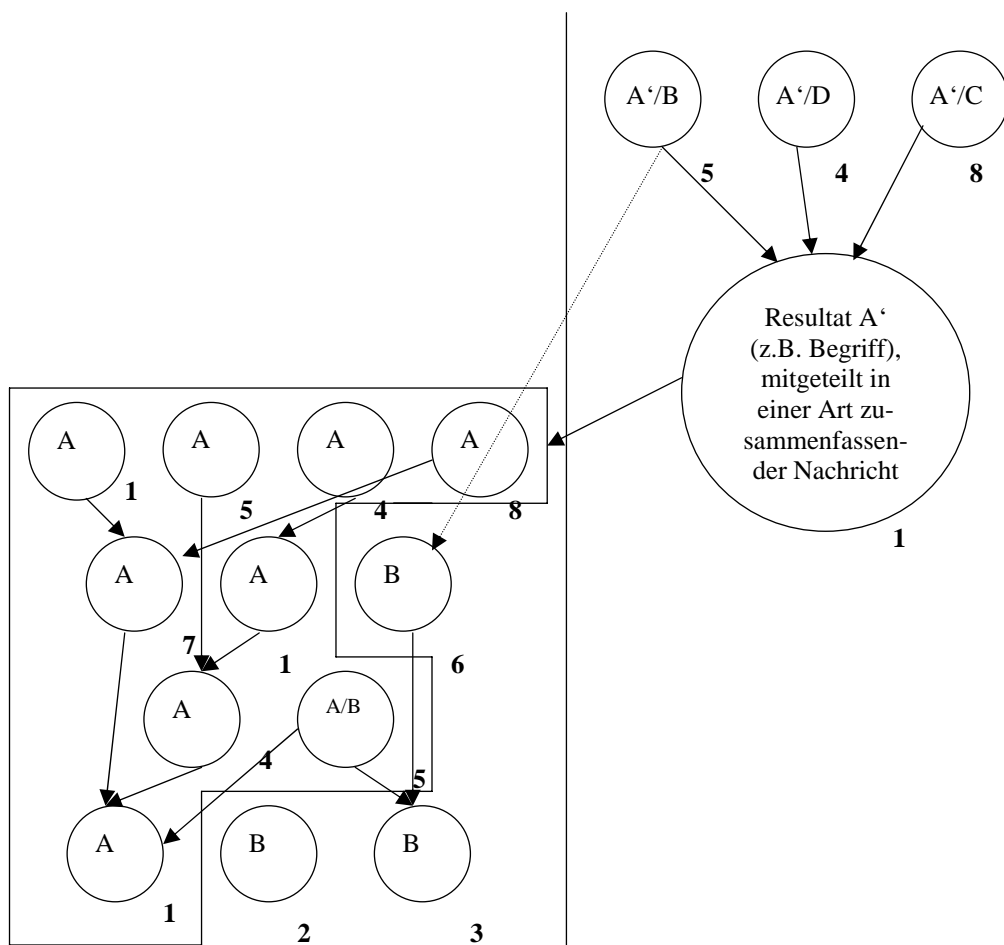 A‘/B
A‘/D
A‘/C
5
4
8
Resultat A‘
(z.B. Begriff),
mitgeteilt in
einer Art zu-
sammenfassen-
der Nachricht
1
A
A
A
A
1
5
4
8
A
A
B
7
1
6
A
A/B
4
5
A
B
B
1
2
3